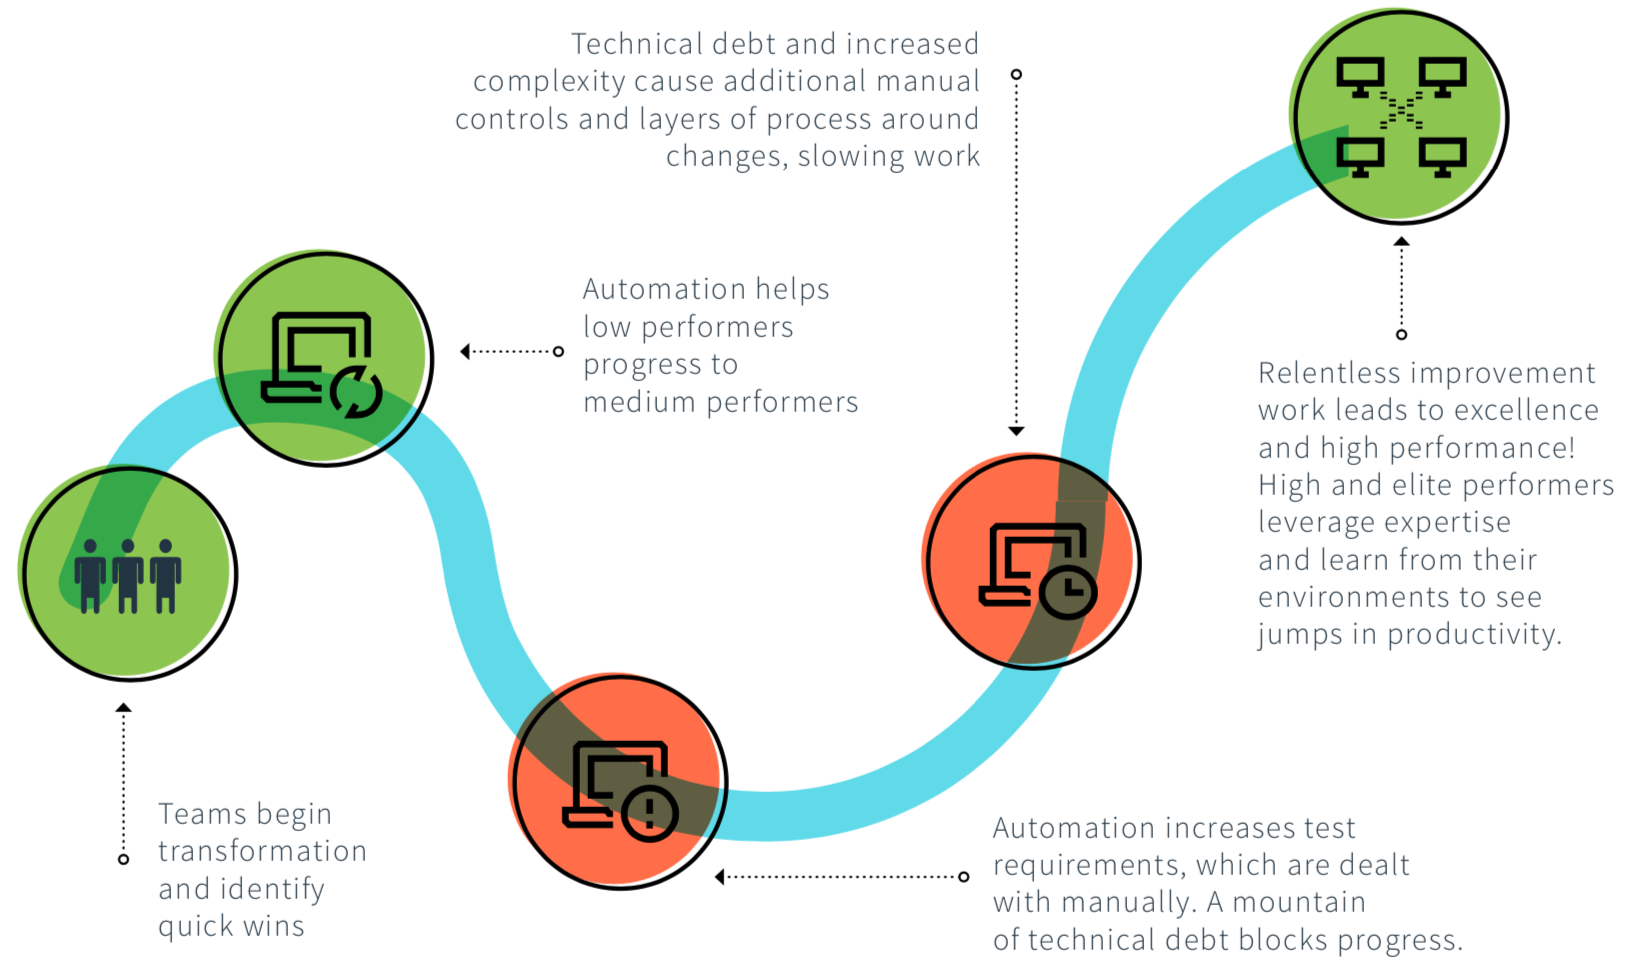 Teams begin
transformation
and identify
quick wins
Automation helps
low performers
progress to
medium performers
Automation increases test
requirements, which are dealt
with manually. A mountain
of technical debt blocks progress.
Technical debt and increased
complexity cause additional manual
controls and layers of process around
changes, slowing work
Relentless improvement
work leads to excellence
and high performance!
High and elite performers
leverage expertise
and learn from their
environments to see
jumps in productivity.